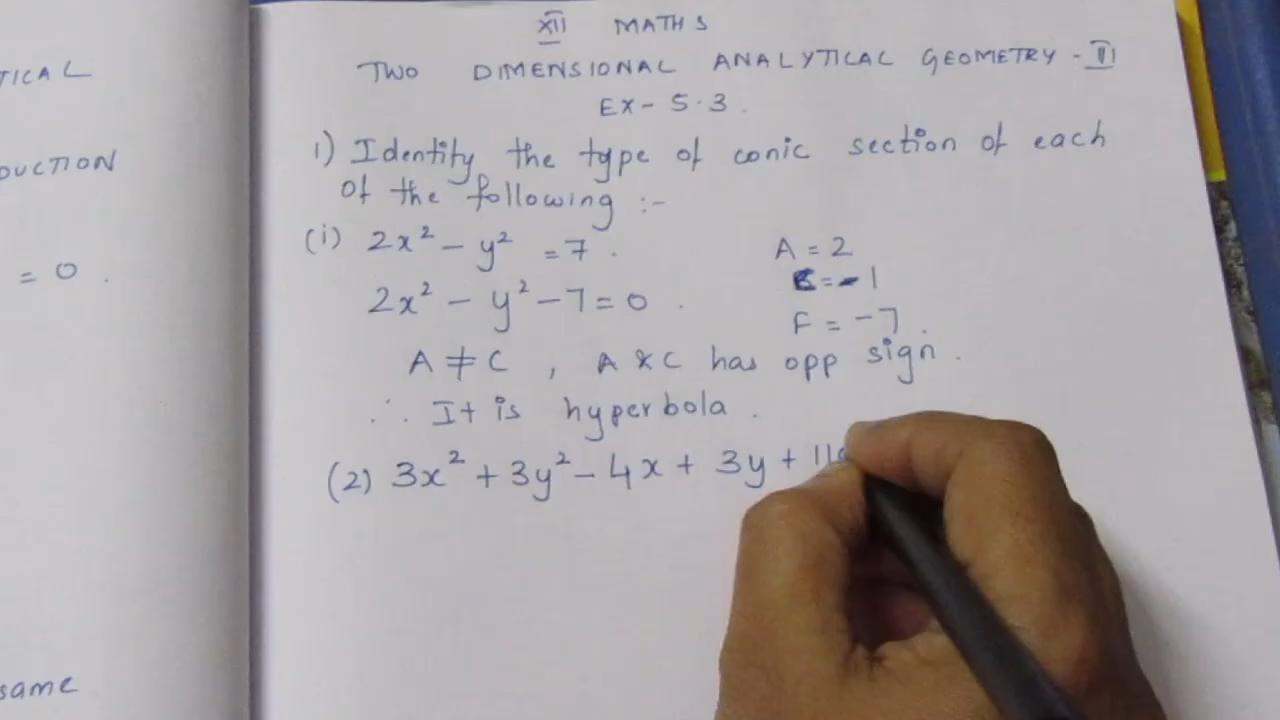 TICAL
DUCTION
= 0 .
same
XII MATHS
TWO DIMENSIONAL ANALYTICAL GEOMETRY - II
EX - 5.3 .
1) Identify the type of conic section of each
of the following :-
(i) 2x² - y² = 7 .
2x² - y² - 7 = 0 .
A = 2
C = -1
F = -7 .
A ≠ C , A & C has opp sign .
∴ It is hyperbola .
(2) 3x² + 3y² - 4x + 3y + 11